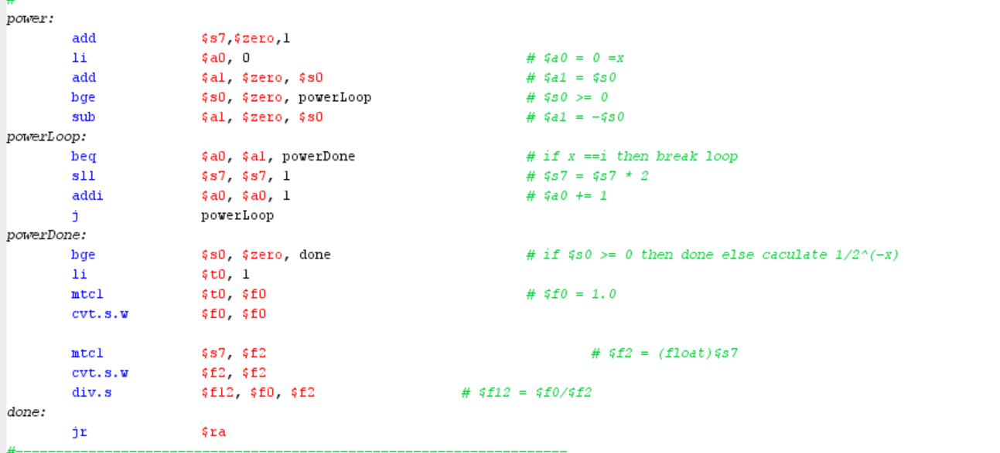 #
power:
add $s7,$zero,1
li $a0, 0 # $a0 = 0 =x
add $a1, $zero, $s0 # $a1 = $s0
bge $s0, $zero, powerLoop # $s0 >= 0
sub $a1, $zero, $s0 # $a1 = -$s0
powerLoop:
beq $a0, $a1, powerDone # if x ==i then break loop
sll $s7, $s7, 1 # $s7 = $s7 * 2
addi $a0, $a0, 1 # $a0 += 1
j powerLoop
powerDone:
bge $s0, $zero, done # if $s0 >= 0 then done else caculate 1/2^(-x)
li $t0, 1
mtc1 $t0, $f0 # $f0 = 1.0
cvt.s.w $f0, $f0
mtc1 $s7, $f2 # $f2 = (float)$s7
cvt.s.w $f2, $f2
div.s $f12, $f0, $f2 # $f12 = $f0/$f2
done:
jr $ra
#--------------------------------------------------------------------